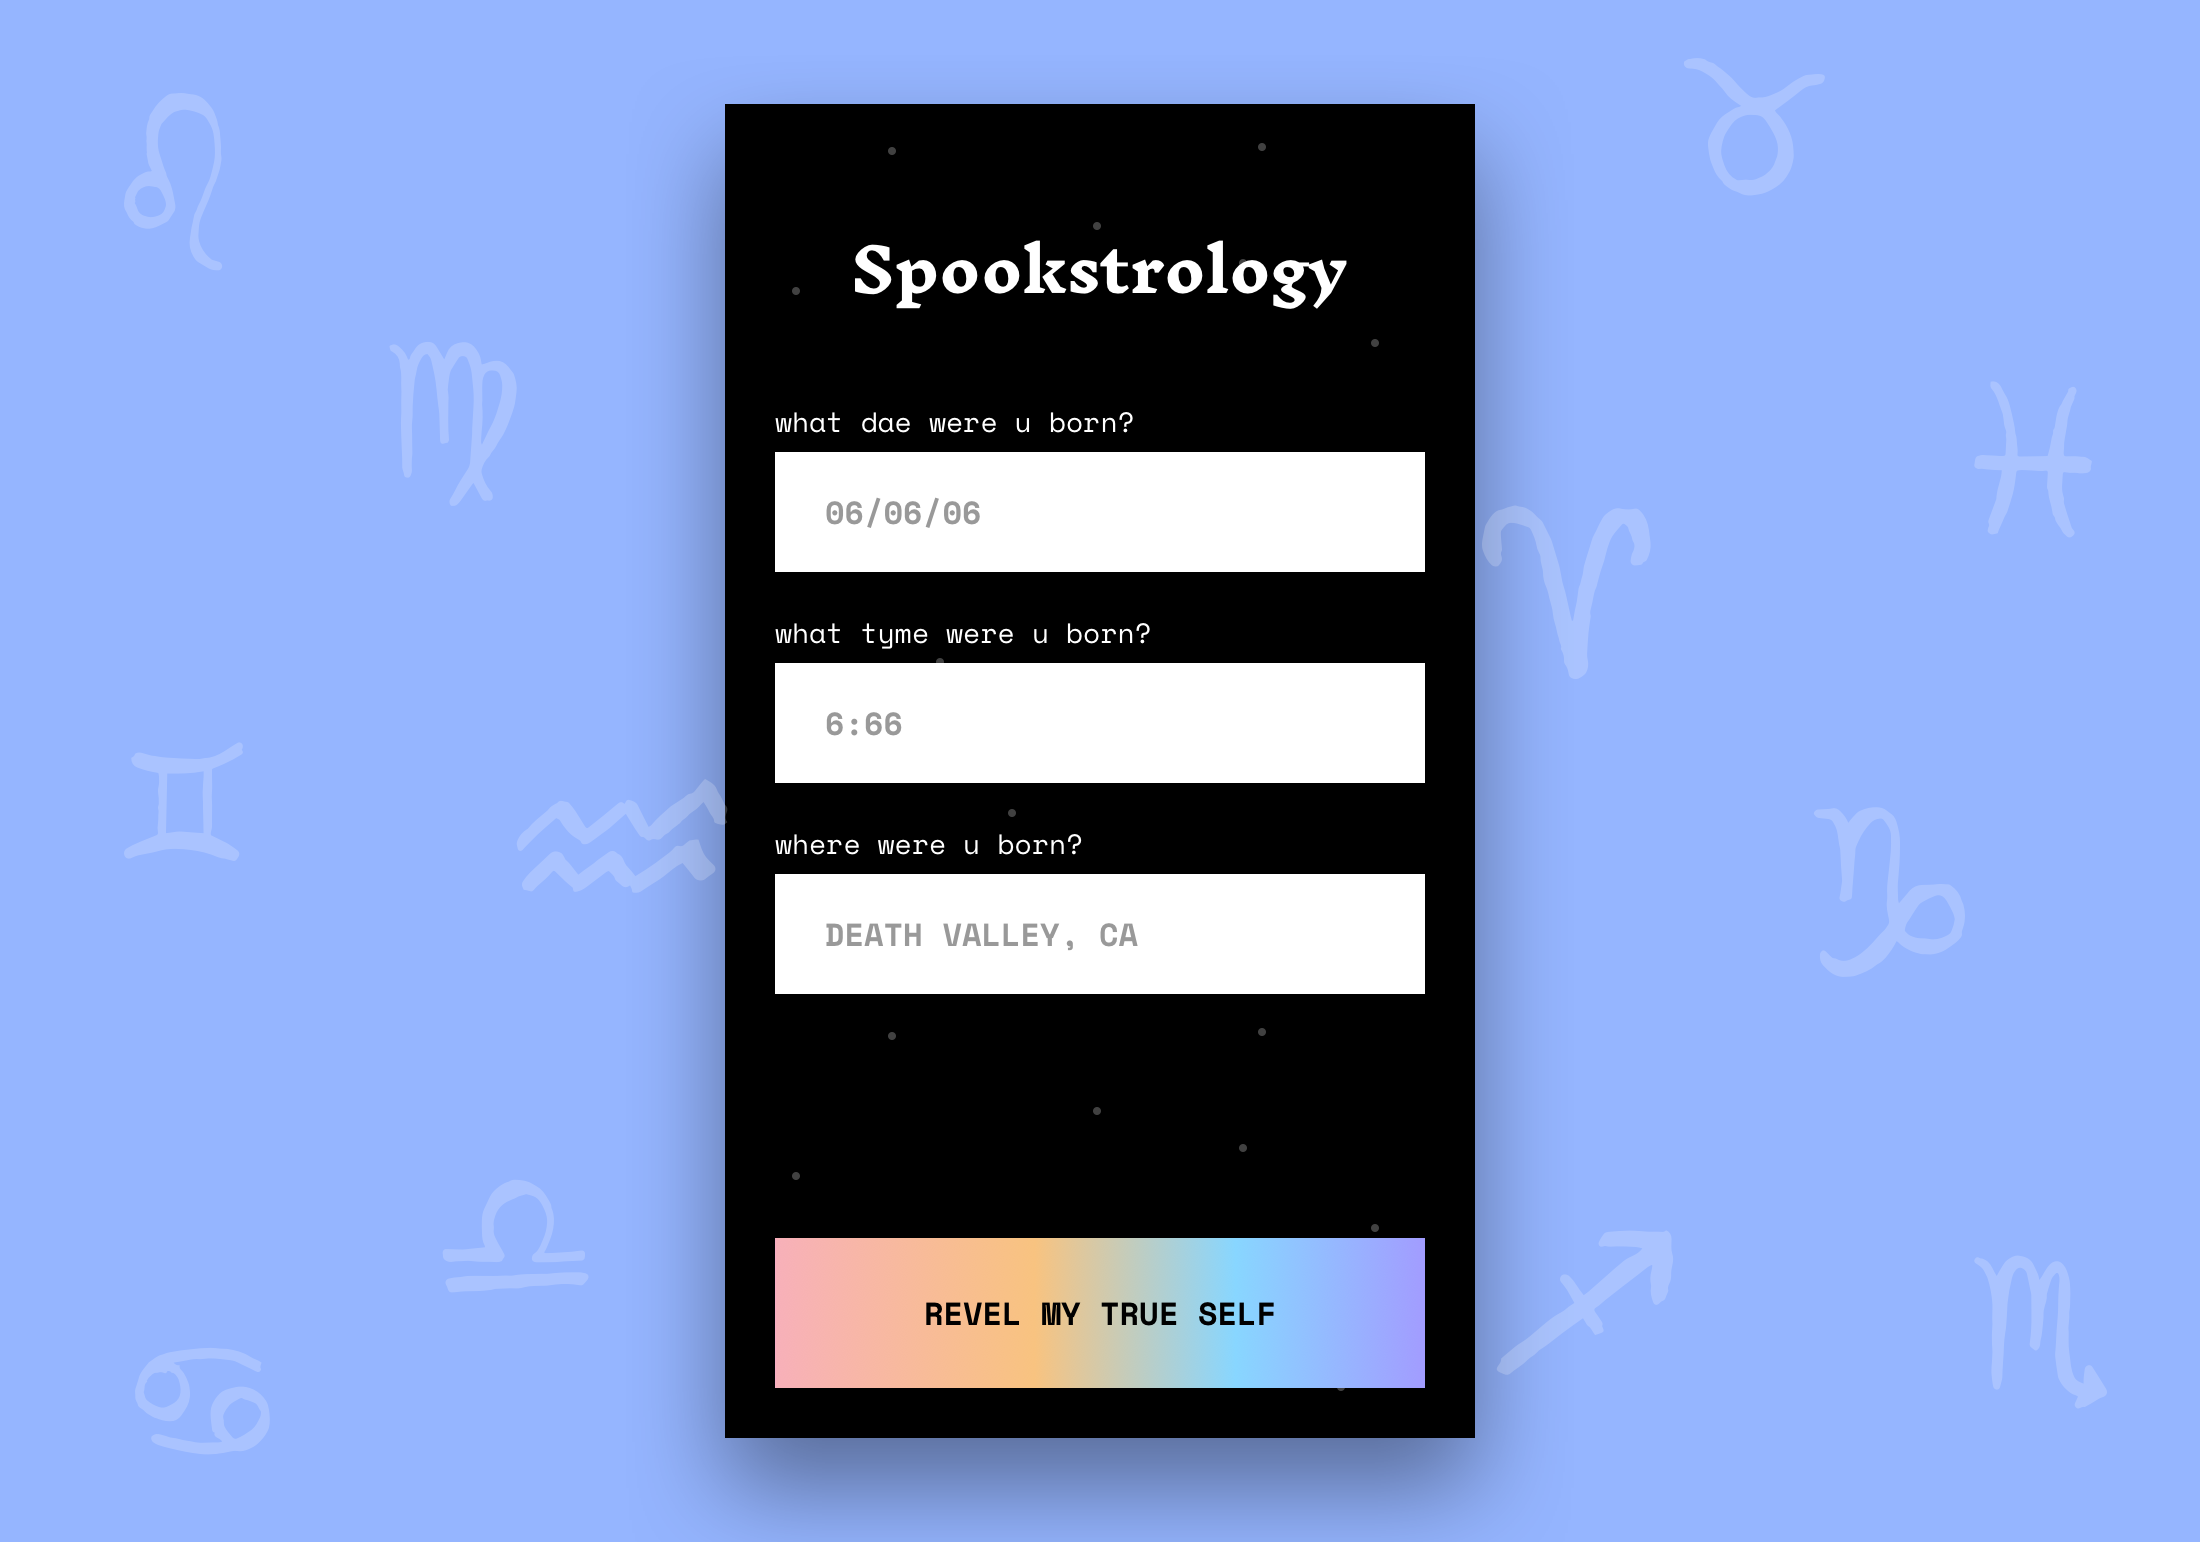 Spookstrology
what dae were u born?
06/06/06
what tyme were u born?
6:66
where were u born?
DEATH VALLEY, CA
REVEL MY TRUE SELF